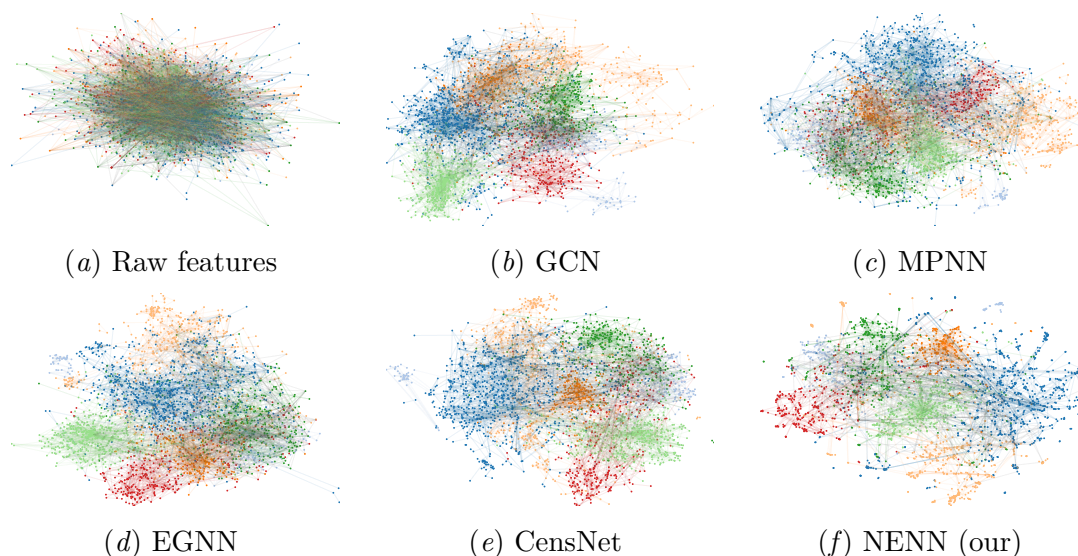 (a) Raw features
(b) GCN
(c) MPNN
(d) EGNN
(e) CensNet
(f) NENN (our)